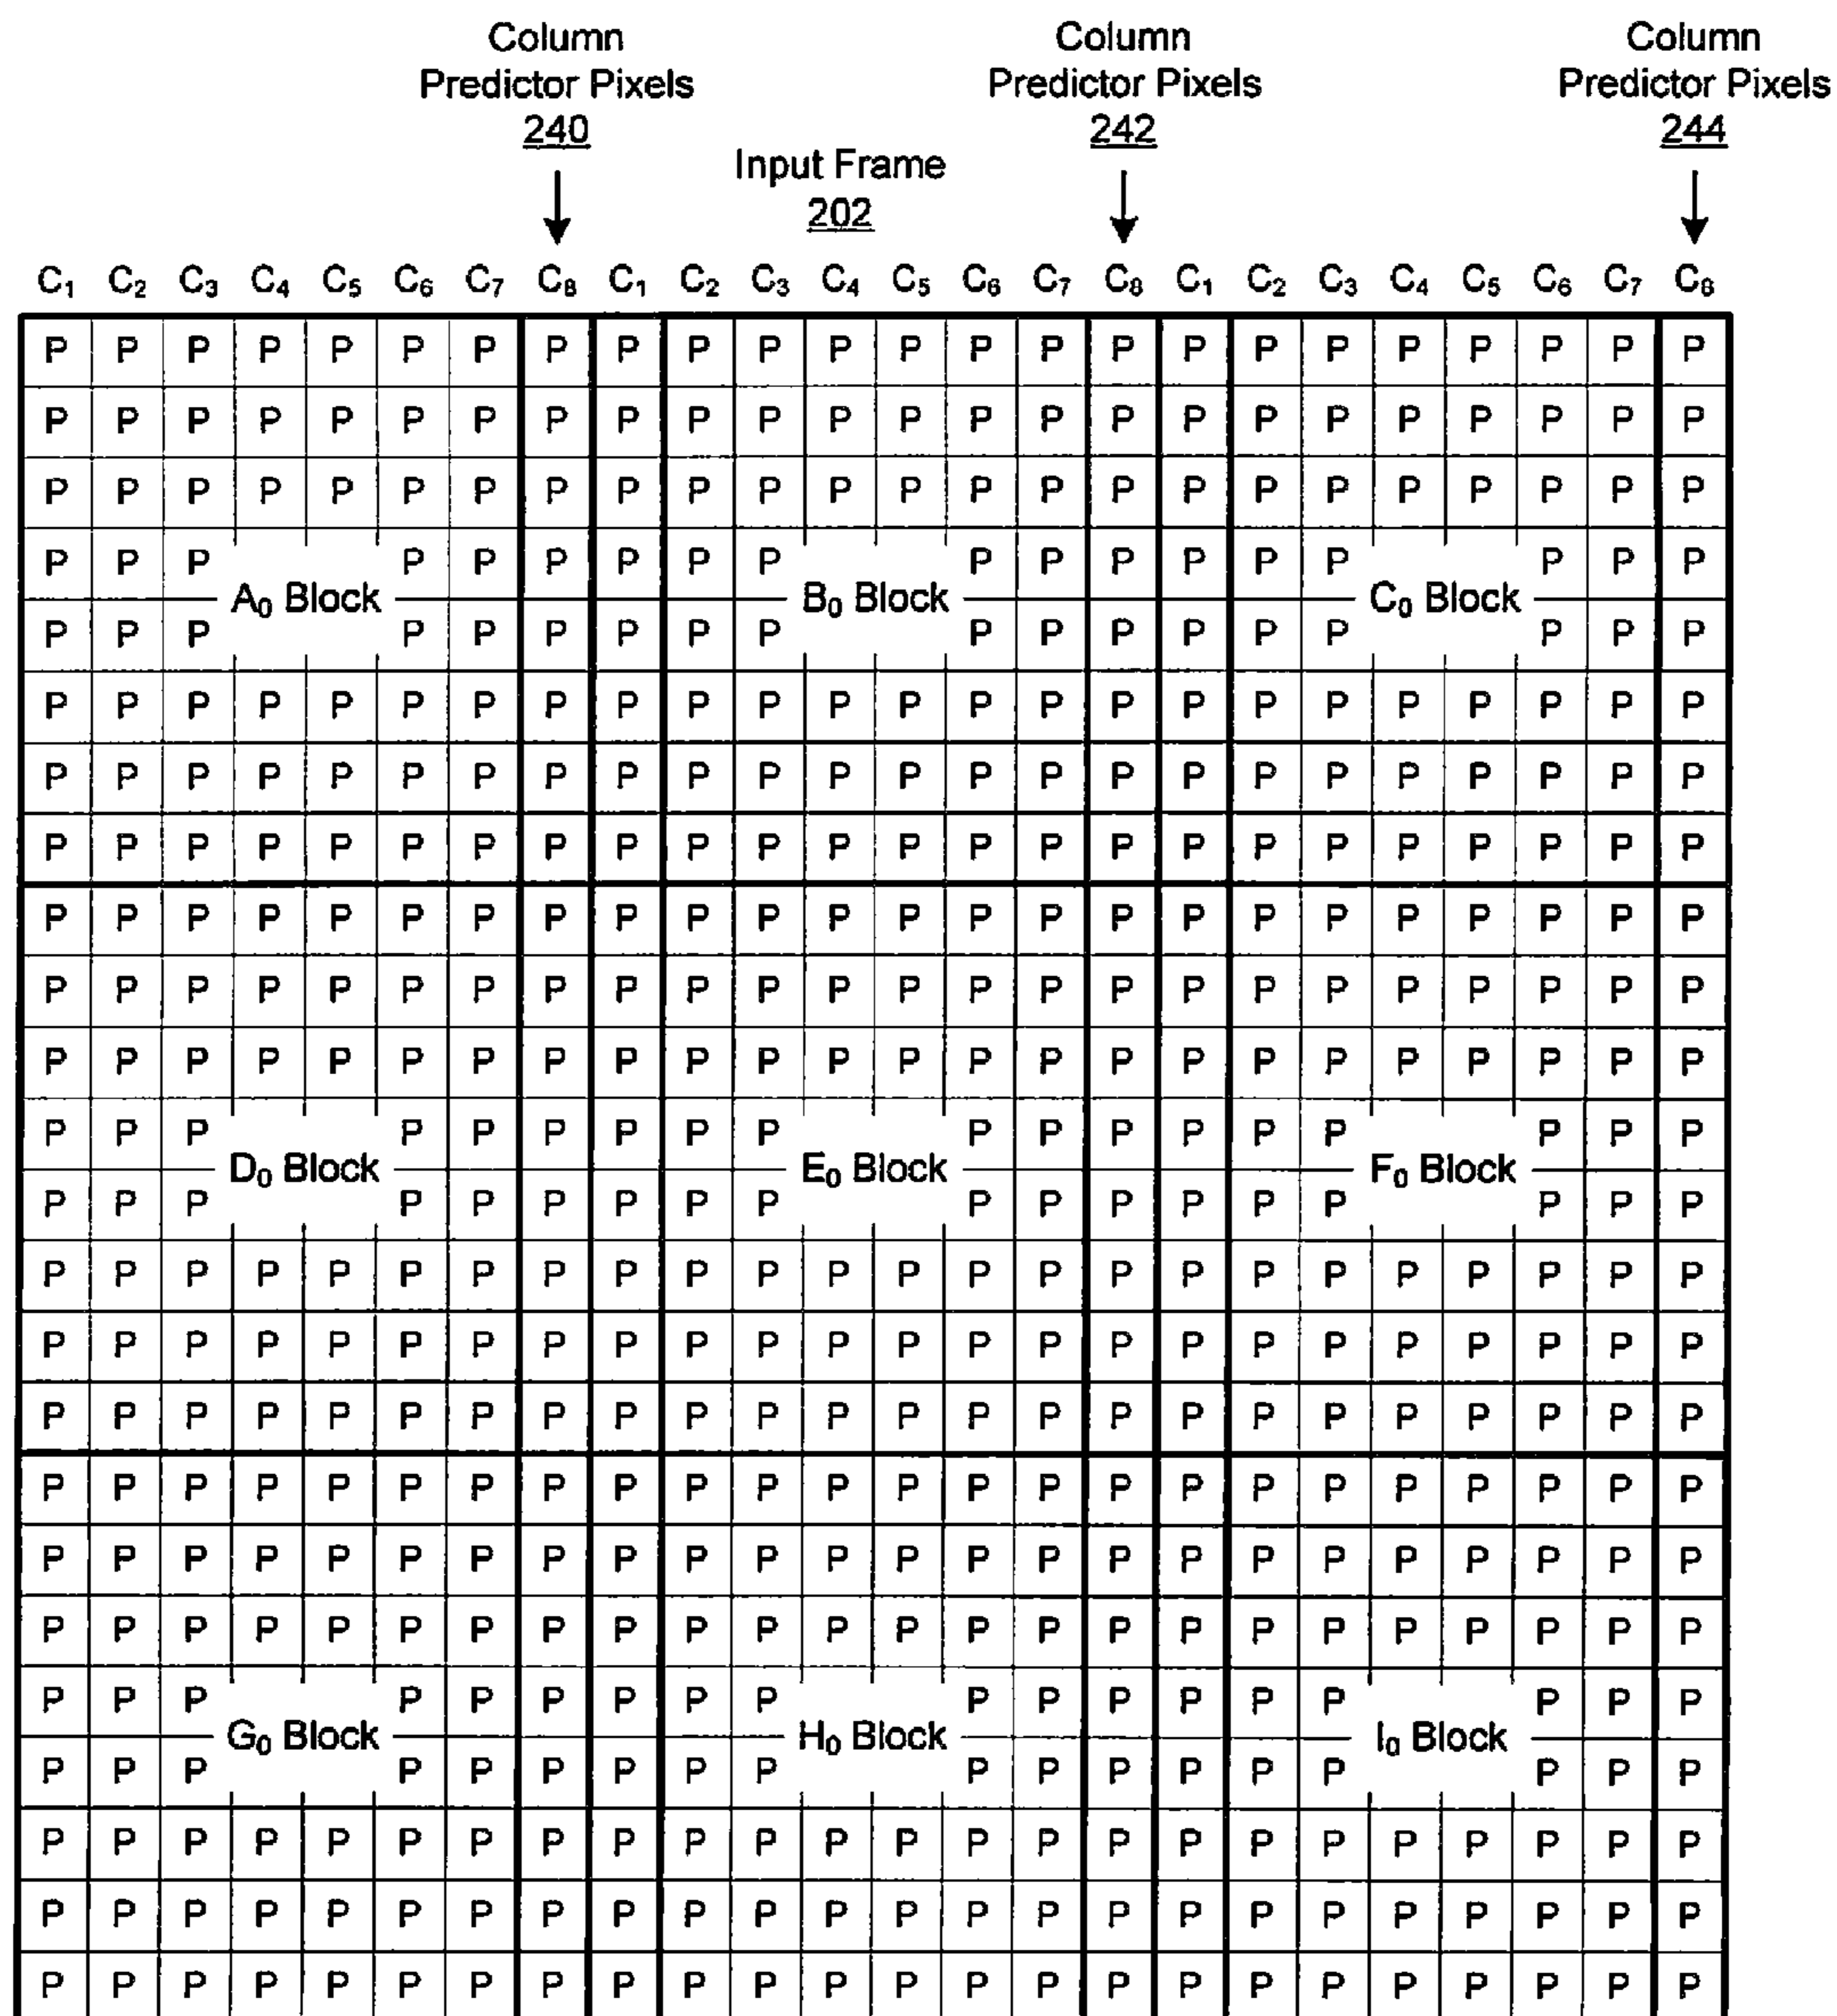 Column Column Column
Predictor Pixels Predictor Pixels Predictor Pixels
240 242 244
Input Frame
202
C₁ C₂ C₃ C₄ C₅ C₆ C₇ C₈ C₁ C₂ C₃ C₄ C₅ C₆ C₇ C₈ C₁ C₂ C₃ C₄ C₅ C₆ C₇ C₈
P P P P P P P P P P P P P P P P P P P P P P P P
P P P P P P P P P P P P P P P P P P P P P P P P
P P P P P P P P P P P P P P P P P P P P P P P P
P P P P P P P P P P P P P P P P P P
A₀ Block B₀ Block C₀ Block
P P P P P P P P P P P P P P P P P P
P P P P P P P P P P P P P P P P P P P P P P P P
P P P P P P P P P P P P P P P P P P P P P P P P
P P P P P P P P P P P P P P P P P P P P P P P P
P P P P P P P P P P P P P P P P P P P P P P P P
P P P P P P P P P P P P P P P P P P P P P P P P
P P P P P P P P P P P P P P P P P P P P P P P P
P P P P P P P P P P P P P P P P P P
D₀ Block E₀ Block F₀ Block
P P P P P P P P P P P P P P P P P P
P P P P P P P P P P P P P P P P P P P P P P P P
P P P P P P P P P P P P P P P P P P P P P P P P
P P P P P P P P P P P P P P P P P P P P P P P P
P P P P P P P P P P P P P P P P P P P P P P P P
P P P P P P P P P P P P P P P P P P P P P P P P
P P P P P P P P P P P P P P P P P P P P P P P P
P P P P P P P P P P P P P P P P P P
G₀ Block H₀ Block I₀ Block
P P P P P P P P P P P P P P P P P P
P P P P P P P P P P P P P P P P P P P P P P P P
P P P P P P P P P P P P P P P P P P P P P P P P
P P P P P P P P P P P P P P P P P P P P P P P P